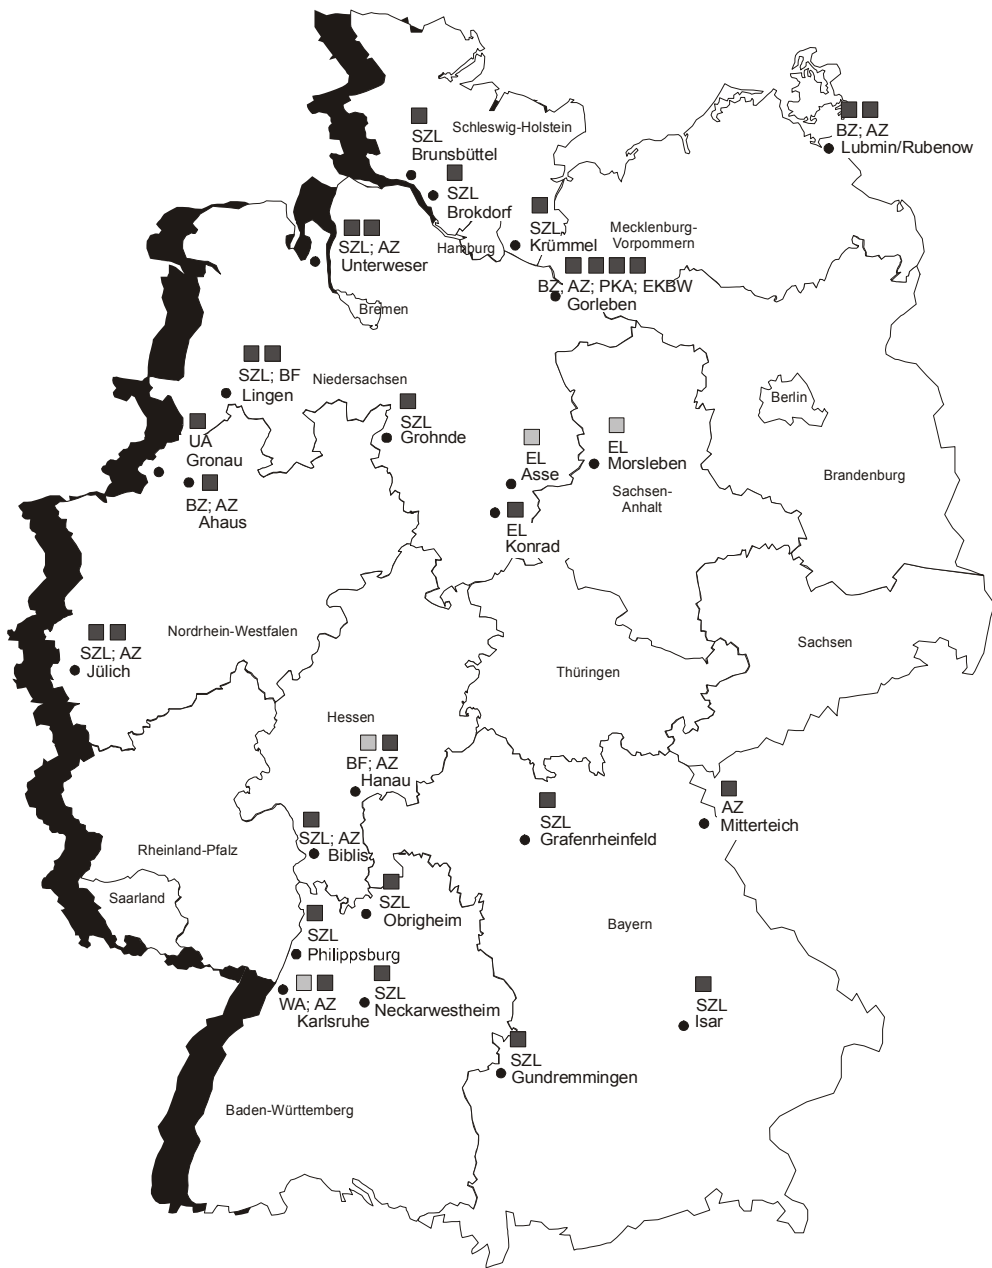 SZL
Brunsbüttel
Schleswig-Holstein
BZ; AZ
Lubmin/Rubenow
SZL
Brokdorf
SZL
Krümmel
Mecklenburg-
Vorpommern
SZL; AZ
Unterweser
Hamburg
BZ; AZ; PKA; EKBW
Gorleben
Bremen
SZL; BF
Lingen
Niedersachsen
Berlin
SZL
Grohnde
UA
Gronau
EL
Asse
EL
Morsleben
Brandenburg
Sachsen-
Anhalt
BZ; AZ
Ahaus
EL
Konrad
Nordrhein-Westfalen
SZL; AZ
Jülich
Sachsen
Thüringen
Hessen
BF; AZ
Hanau
AZ
Mitterteich
SZL
Grafenrheinfeld
SZL; AZ
Biblis
Rheinland-Pfalz
Saarland
SZL
Obrigheim
Bayern
SZL
Philippsburg
WA; AZ
Karlsruhe
SZL
Neckarwestheim
SZL
Isar
SZL
Gundremmingen
Baden-Württemberg